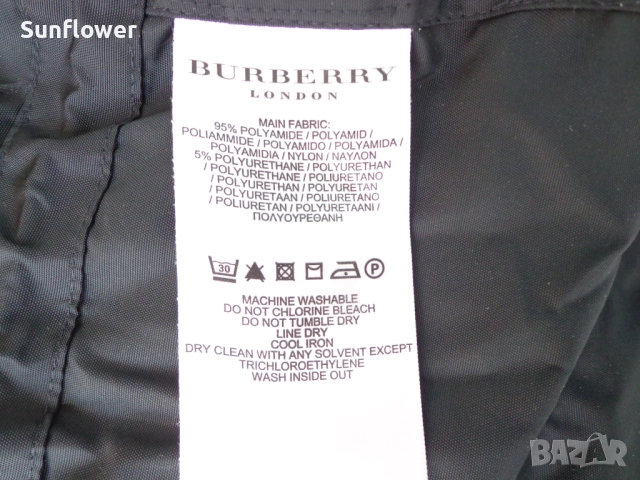 Sunflower
BURBERRY
LONDON
MAIN FABRIC:
95% POLYAMIDE / POLYAMID /
POLIAMMIDE / POLYAMIDO / POLYAMIDA /
POLYAMIDIA / NYLON / ΝΑΥΛΟΝ
5% POLYURETHANE / POLYURETHAN
/ POLYURETHANE / POLIURETANO
/ POLYURETHAN / POLYURETAN
/ POLYURETAAN / POLIURETANO
/ POLIURETAN / POLYURETAANI /
ΠΟΛΥΟΥΡΕΘΑΝΗ
30 P
MACHINE WASHABLE
DO NOT CHLORINE BLEACH
DO NOT TUMBLE DRY
LINE DRY
COOL IRON
DRY CLEAN WITH ANY SOLVENT EXCEPT
TRICHLOROETHYLENE
WASH INSIDE OUT
BAZAR